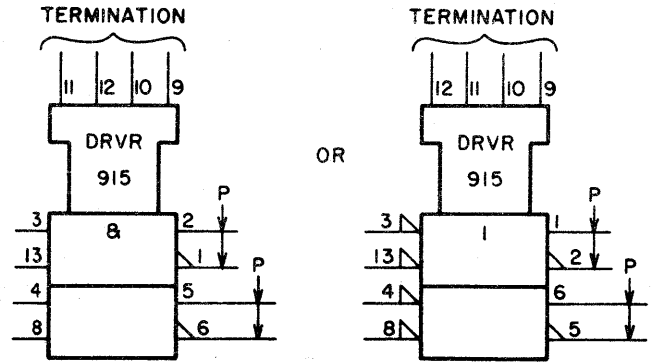 TERMINATION TERMINATION
11 12 10 9 12 11 10 9
DRVR DRVR
OR
915 915
P P
3 2 3 1
& 1
13 1 13 2
P P
4 5 4 6
8 6 8 5